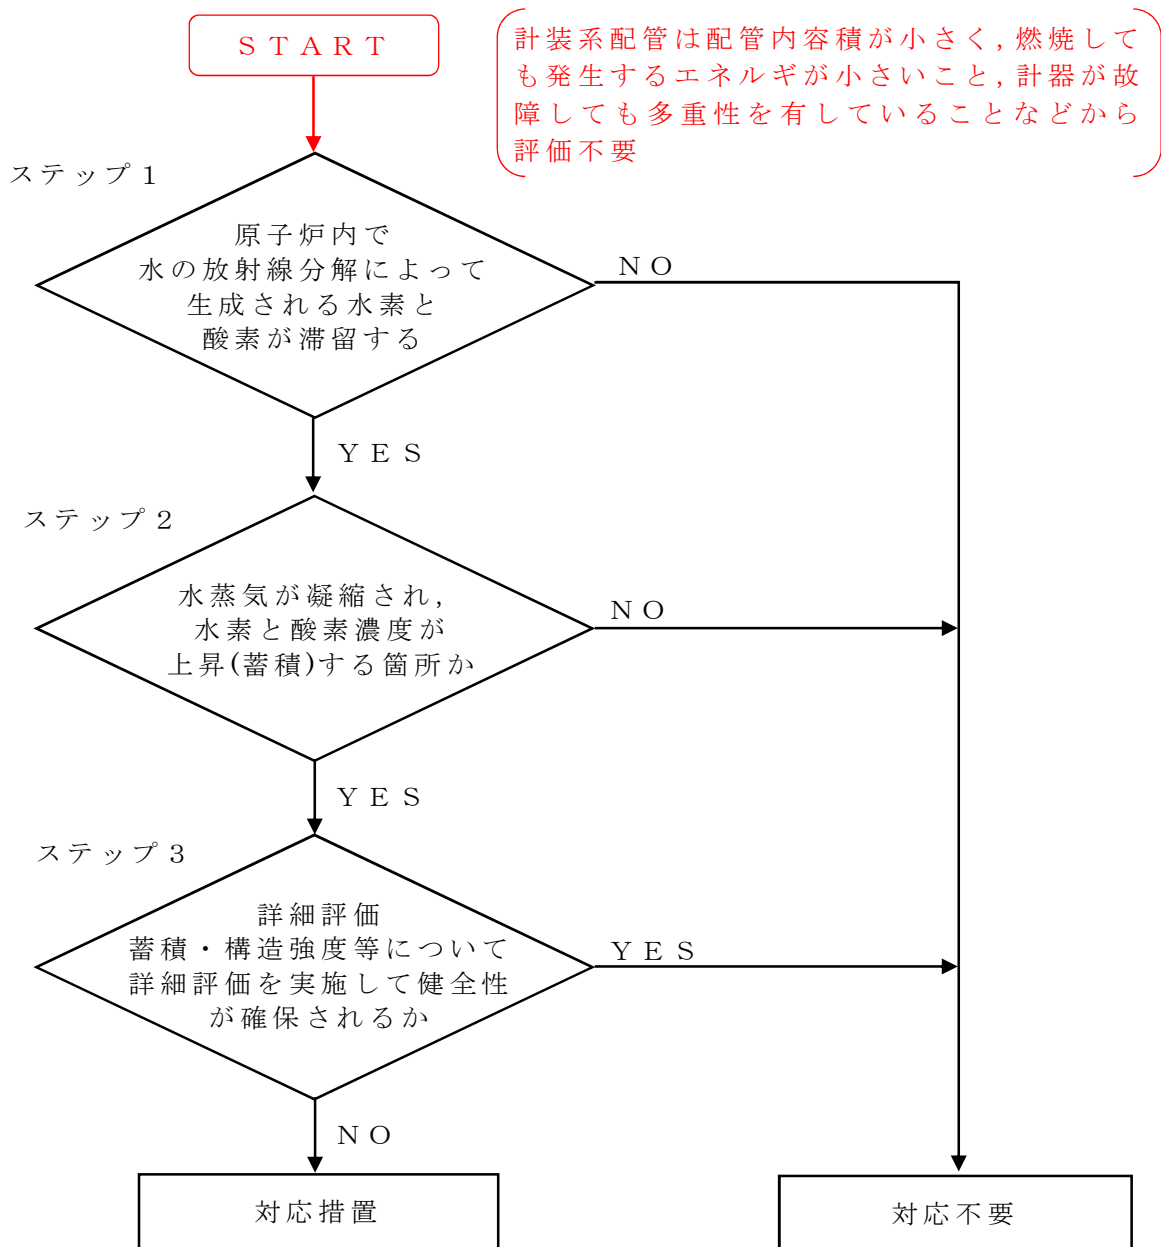 START
計装系配管は配管内容積が小さく,燃焼して
も発生するエネルギが小さいこと,計器が故
障しても多重性を有していることなどから
評価不要
ステップ1
原子炉内で
水の放射線分解によって
生成される水素と
酸素が滞留する
NO
YES
ステップ2
水蒸気が凝縮され,
水素と酸素濃度が
上昇(蓄積)する箇所か
NO
YES
ステップ3
詳細評価
蓄積・構造強度等について
詳細評価を実施して健全性
が確保されるか
YES
NO
対応措置
対応不要